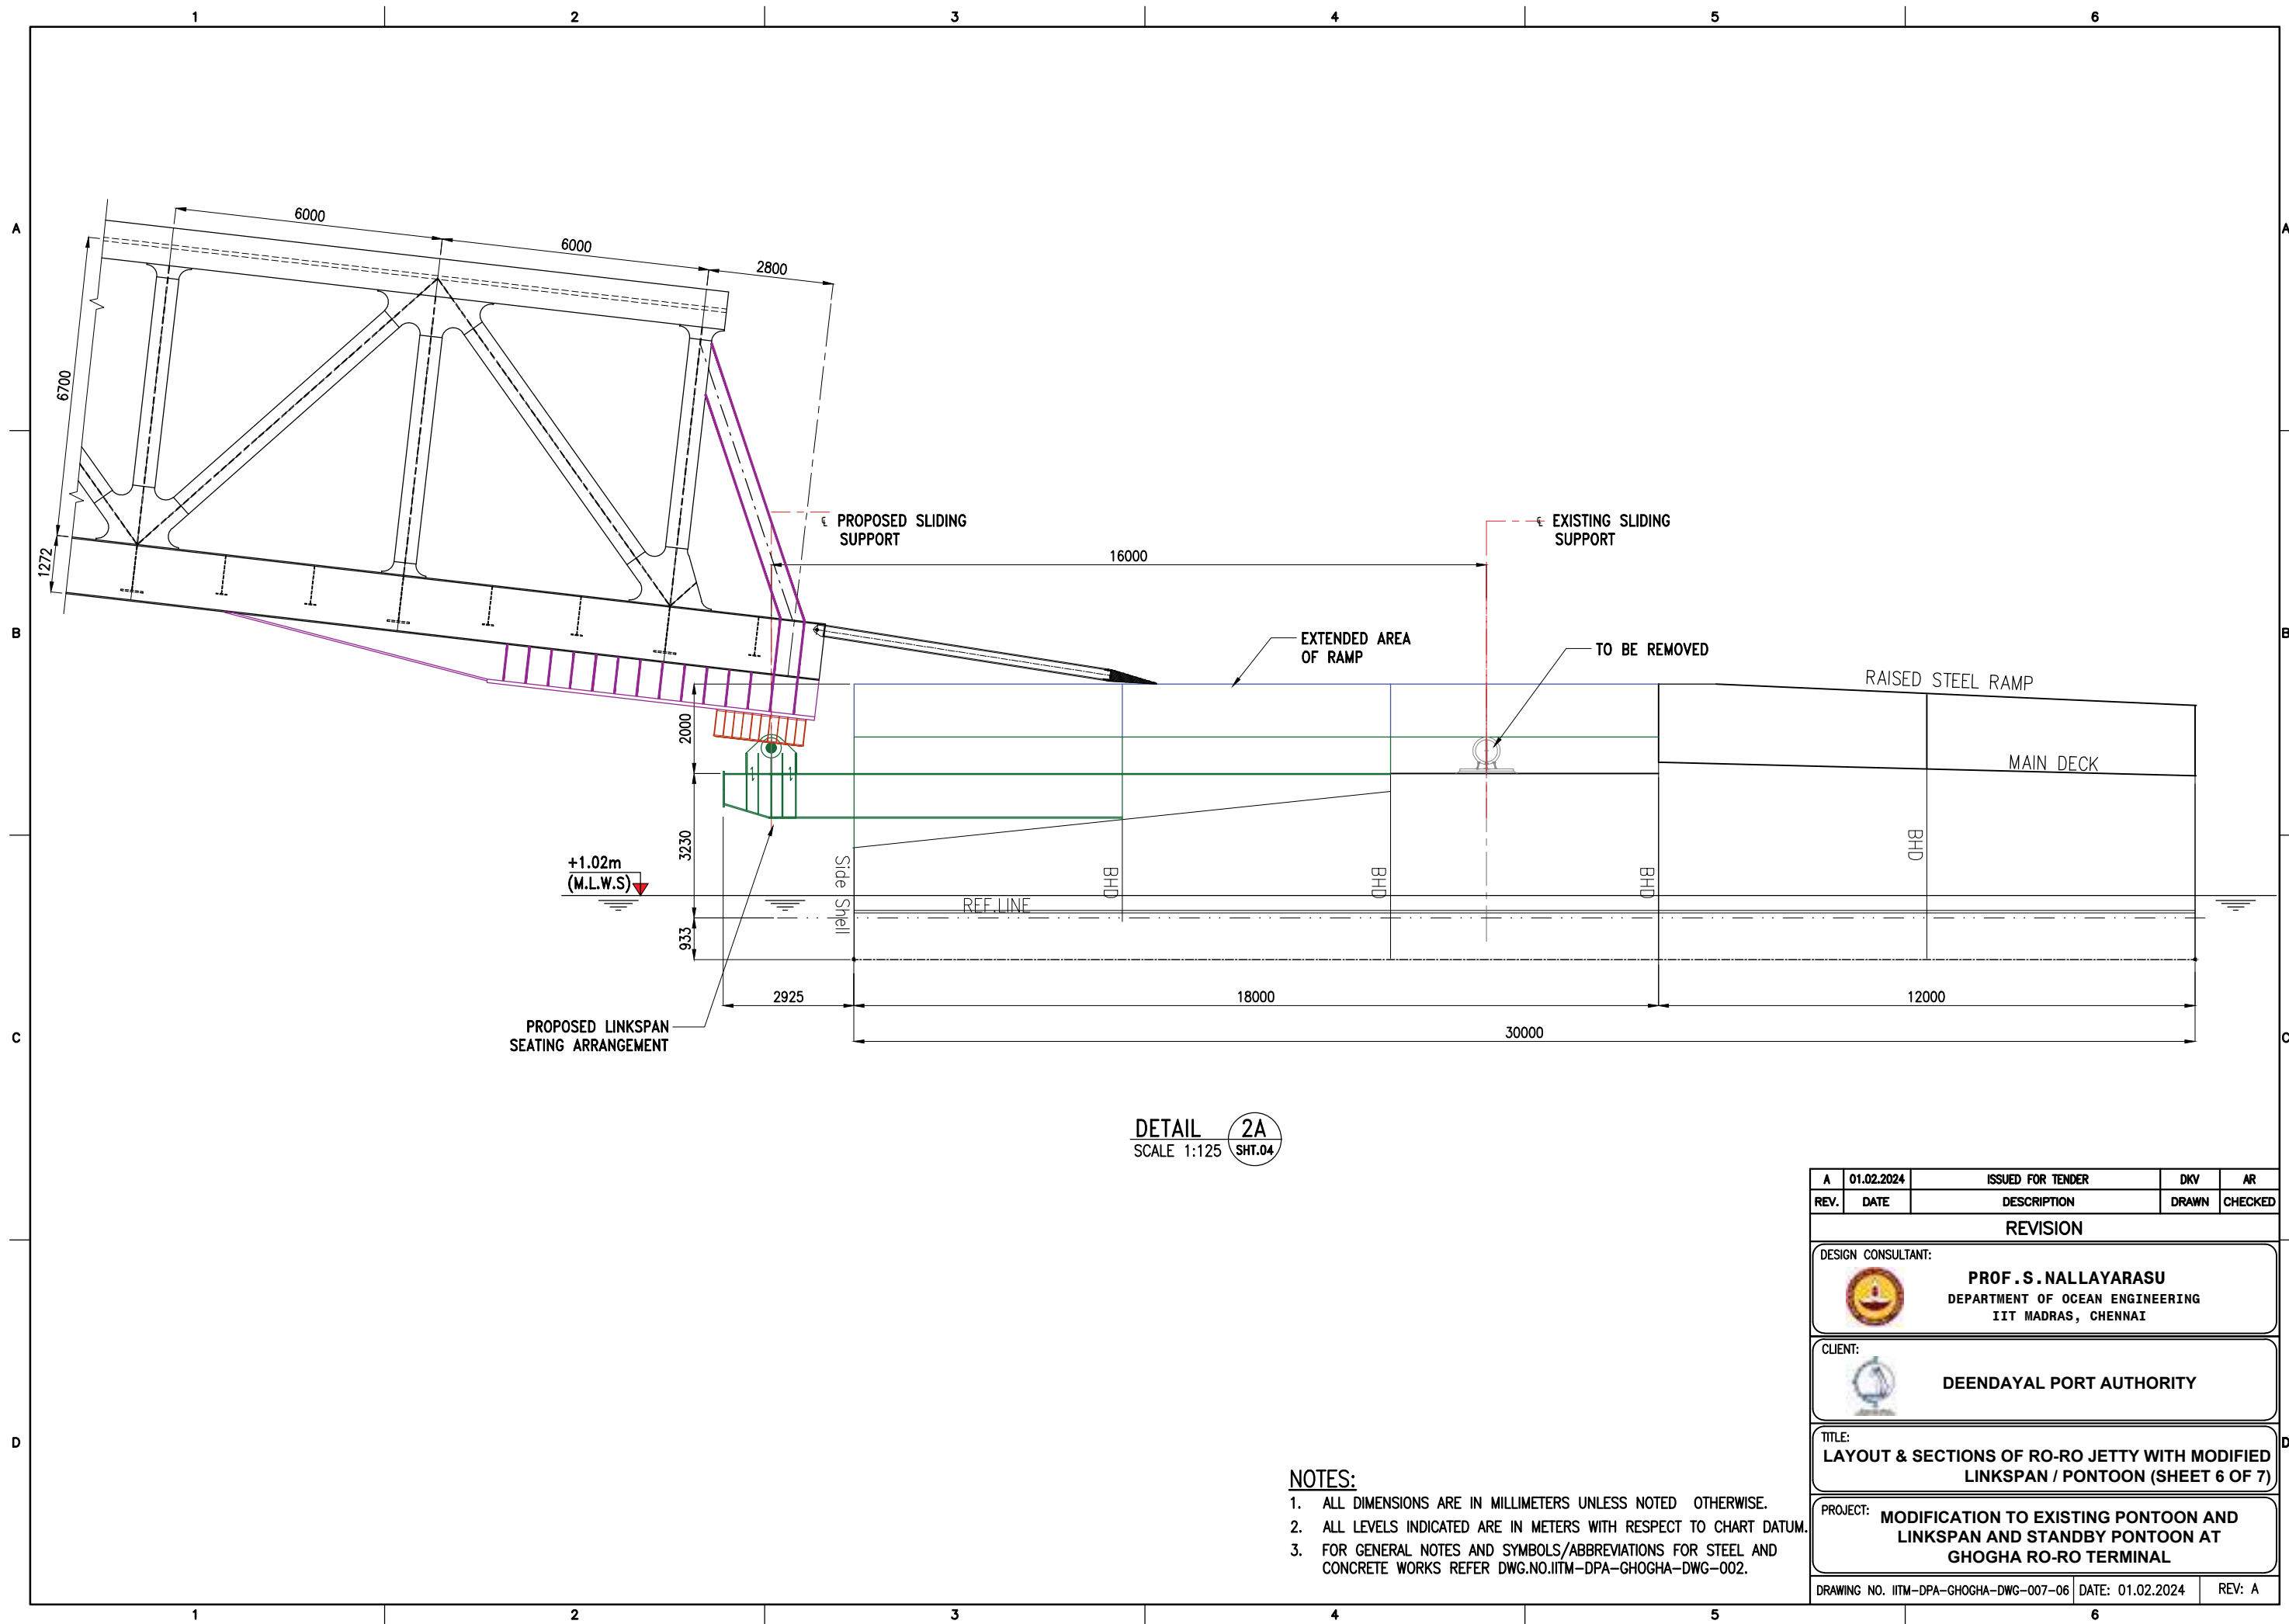 1 2 3 4 5 6
A A
B B
C C
D D
6000
6000
2800
6700
1272
℄ PROPOSED SLIDING
SUPPORT
℄ EXISTING SLIDING
SUPPORT
16000
EXTENDED AREA
OF RAMP
TO BE REMOVED
RAISED STEEL RAMP
MAIN DECK
2000
3230
933
+1.02m
(M.L.W.S)
Side Shell
BHD
BHD
BHD
BHD
REF.LINE
2925
18000
12000
30000
PROPOSED LINKSPAN
SEATING ARRANGEMENT
DETAIL 2A
SCALE 1:125 SHT.04
NOTES:
1. ALL DIMENSIONS ARE IN MILLIMETERS UNLESS NOTED OTHERWISE.
2. ALL LEVELS INDICATED ARE IN METERS WITH RESPECT TO CHART DATUM.
3. FOR GENERAL NOTES AND SYMBOLS/ABBREVIATIONS FOR STEEL AND
CONCRETE WORKS REFER DWG.NO.IITM-DPA-GHOGHA-DWG-002.
A 01.02.2024 ISSUED FOR TENDER DKV AR
REV. DATE DESCRIPTION DRAWN CHECKED
REVISION
DESIGN CONSULTANT:
PROF.S.NALLAYARASU
DEPARTMENT OF OCEAN ENGINEERING
IIT MADRAS, CHENNAI
CLIENT:
DEENDAYAL PORT AUTHORITY
TITLE:
LAYOUT & SECTIONS OF RO-RO JETTY WITH MODIFIED
LINKSPAN / PONTOON (SHEET 6 OF 7)
PROJECT: MODIFICATION TO EXISTING PONTOON AND
LINKSPAN AND STANDBY PONTOON AT
GHOGHA RO-RO TERMINAL
DRAWING NO. IITM-DPA-GHOGHA-DWG-007-06 DATE: 01.02.2024 REV: A
1 2 3 4 5 6